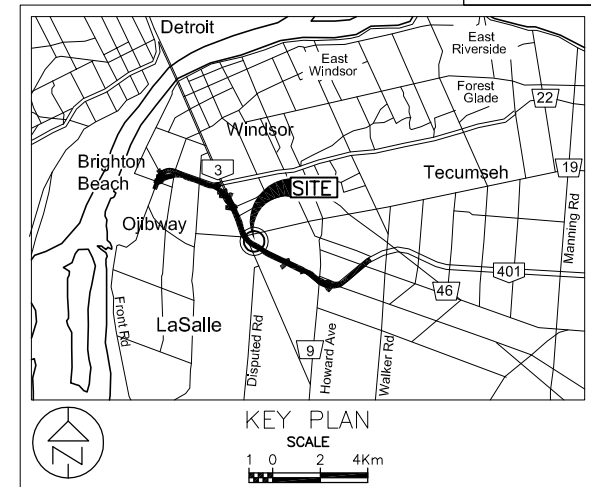 Detroit
East
Riverside
East
Windsor
Forest
Glade
22
Windsor
Brighton
Beach
3
SITE
Tecumseh
19
Manning Rd
Ojibway
401
46
Front Rd
LaSalle
Disputed Rd
9
Howard Ave
Walker Rd
N
KEY PLAN
SCALE
1 0 2 4Km